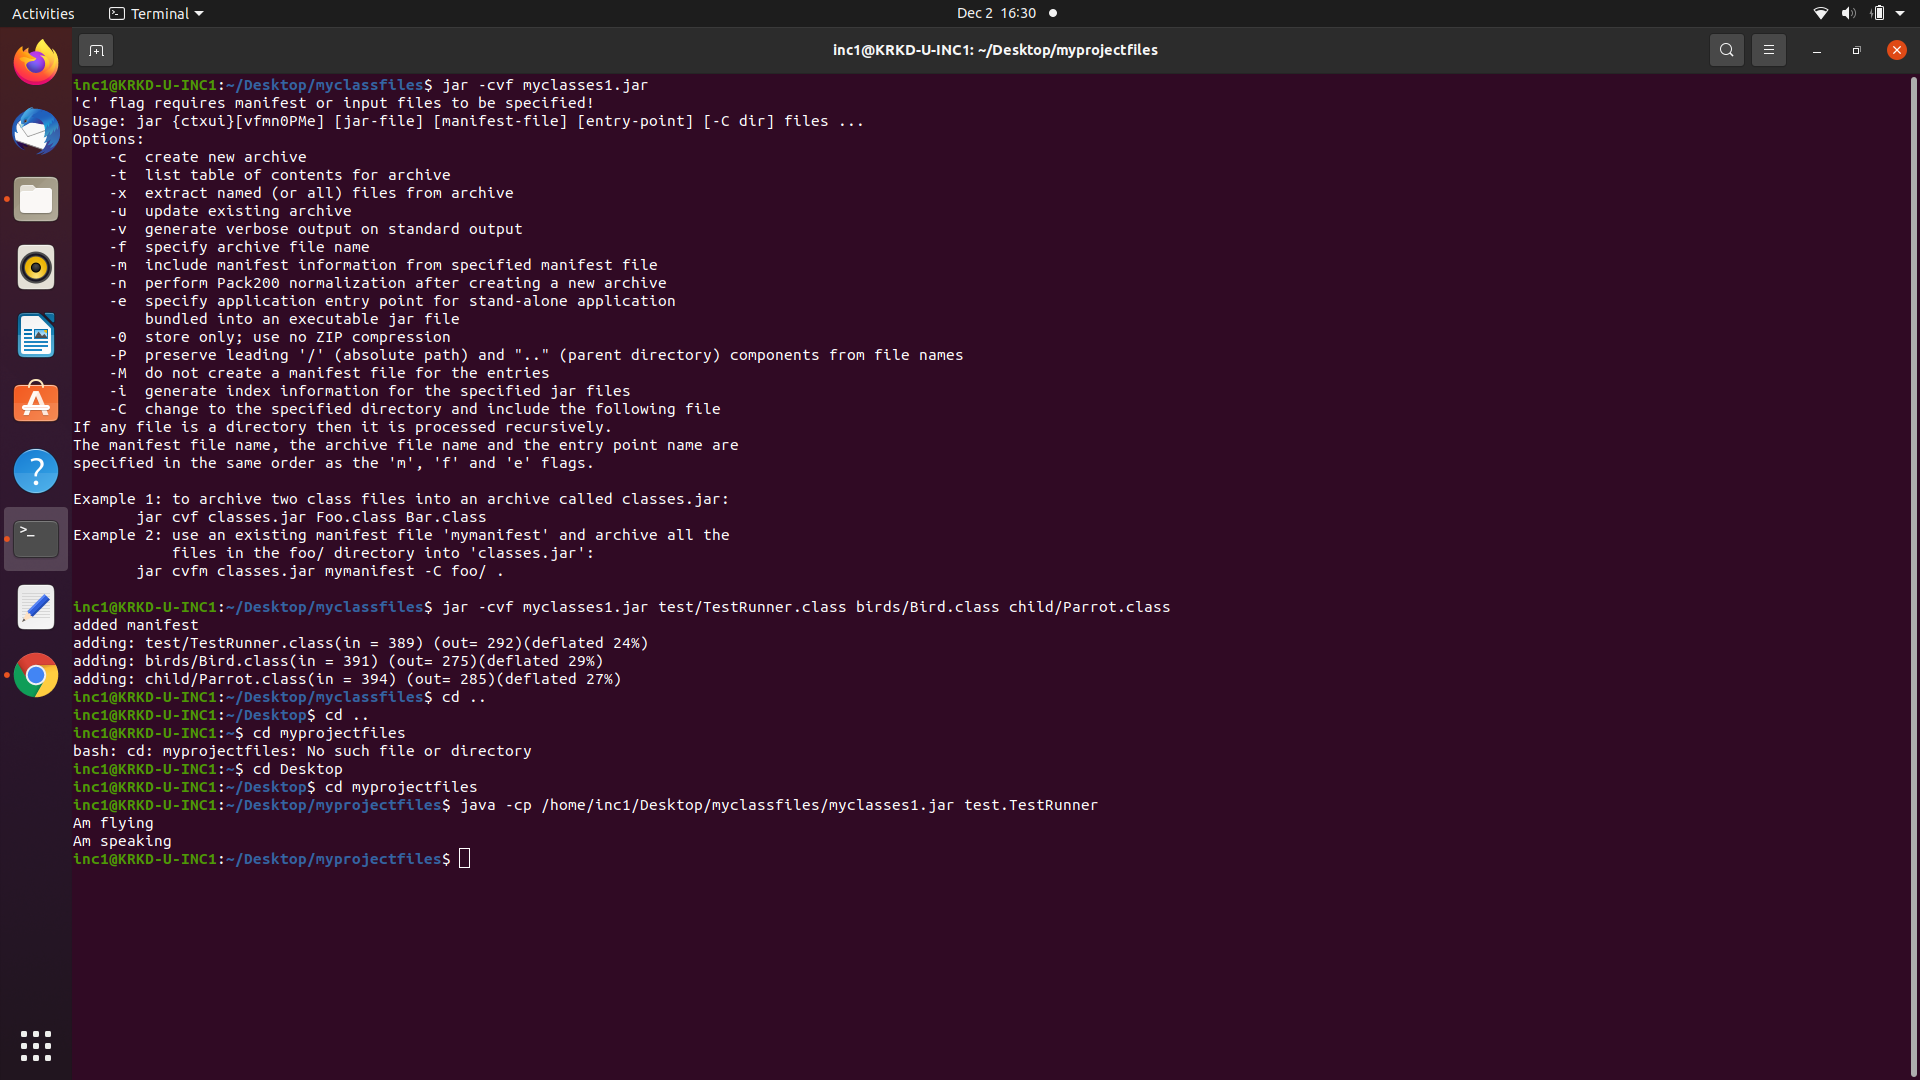 Activities
Terminal
Dec 2 16:30
inc1@KRKD-U-INC1: ~/Desktop/myprojectfiles
inc1@KRKD-U-INC1:~/Desktop/myclassfiles$ jar -cvf myclasses1.jar
'c' flag requires manifest or input files to be specified!
Usage: jar {ctxui}[vfmn0PMe] [jar-file] [manifest-file] [entry-point] [-C dir] files ...
Options:
    -c  create new archive
    -t  list table of contents for archive
    -x  extract named (or all) files from archive
    -u  update existing archive
    -v  generate verbose output on standard output
    -f  specify archive file name
    -m  include manifest information from specified manifest file
    -n  perform Pack200 normalization after creating a new archive
    -e  specify application entry point for stand-alone application
        bundled into an executable jar file
    -0  store only; use no ZIP compression
    -P  preserve leading '/' (absolute path) and ".." (parent directory) components from file names
    -M  do not create a manifest file for the entries
    -i  generate index information for the specified jar files
    -C  change to the specified directory and include the following file
If any file is a directory then it is processed recursively.
The manifest file name, the archive file name and the entry point name are
specified in the same order as the 'm', 'f' and 'e' flags.

Example 1: to archive two class files into an archive called classes.jar:
       jar cvf classes.jar Foo.class Bar.class
Example 2: use an existing manifest file 'mymanifest' and archive all the
           files in the foo/ directory into 'classes.jar':
       jar cvfm classes.jar mymanifest -C foo/ .

inc1@KRKD-U-INC1:~/Desktop/myclassfiles$ jar -cvf myclasses1.jar test/TestRunner.class birds/Bird.class child/Parrot.class
added manifest
adding: test/TestRunner.class(in = 389) (out= 292)(deflated 24%)
adding: birds/Bird.class(in = 391) (out= 275)(deflated 29%)
adding: child/Parrot.class(in = 394) (out= 285)(deflated 27%)
inc1@KRKD-U-INC1:~/Desktop/myclassfiles$ cd ..
inc1@KRKD-U-INC1:~/Desktop$ cd ..
inc1@KRKD-U-INC1:~$ cd myprojectfiles
bash: cd: myprojectfiles: No such file or directory
inc1@KRKD-U-INC1:~$ cd Desktop
inc1@KRKD-U-INC1:~/Desktop$ cd myprojectfiles
inc1@KRKD-U-INC1:~/Desktop/myprojectfiles$ java -cp /home/inc1/Desktop/myclassfiles/myclasses1.jar test.TestRunner
Am flying
Am speaking
inc1@KRKD-U-INC1:~/Desktop/myprojectfiles$